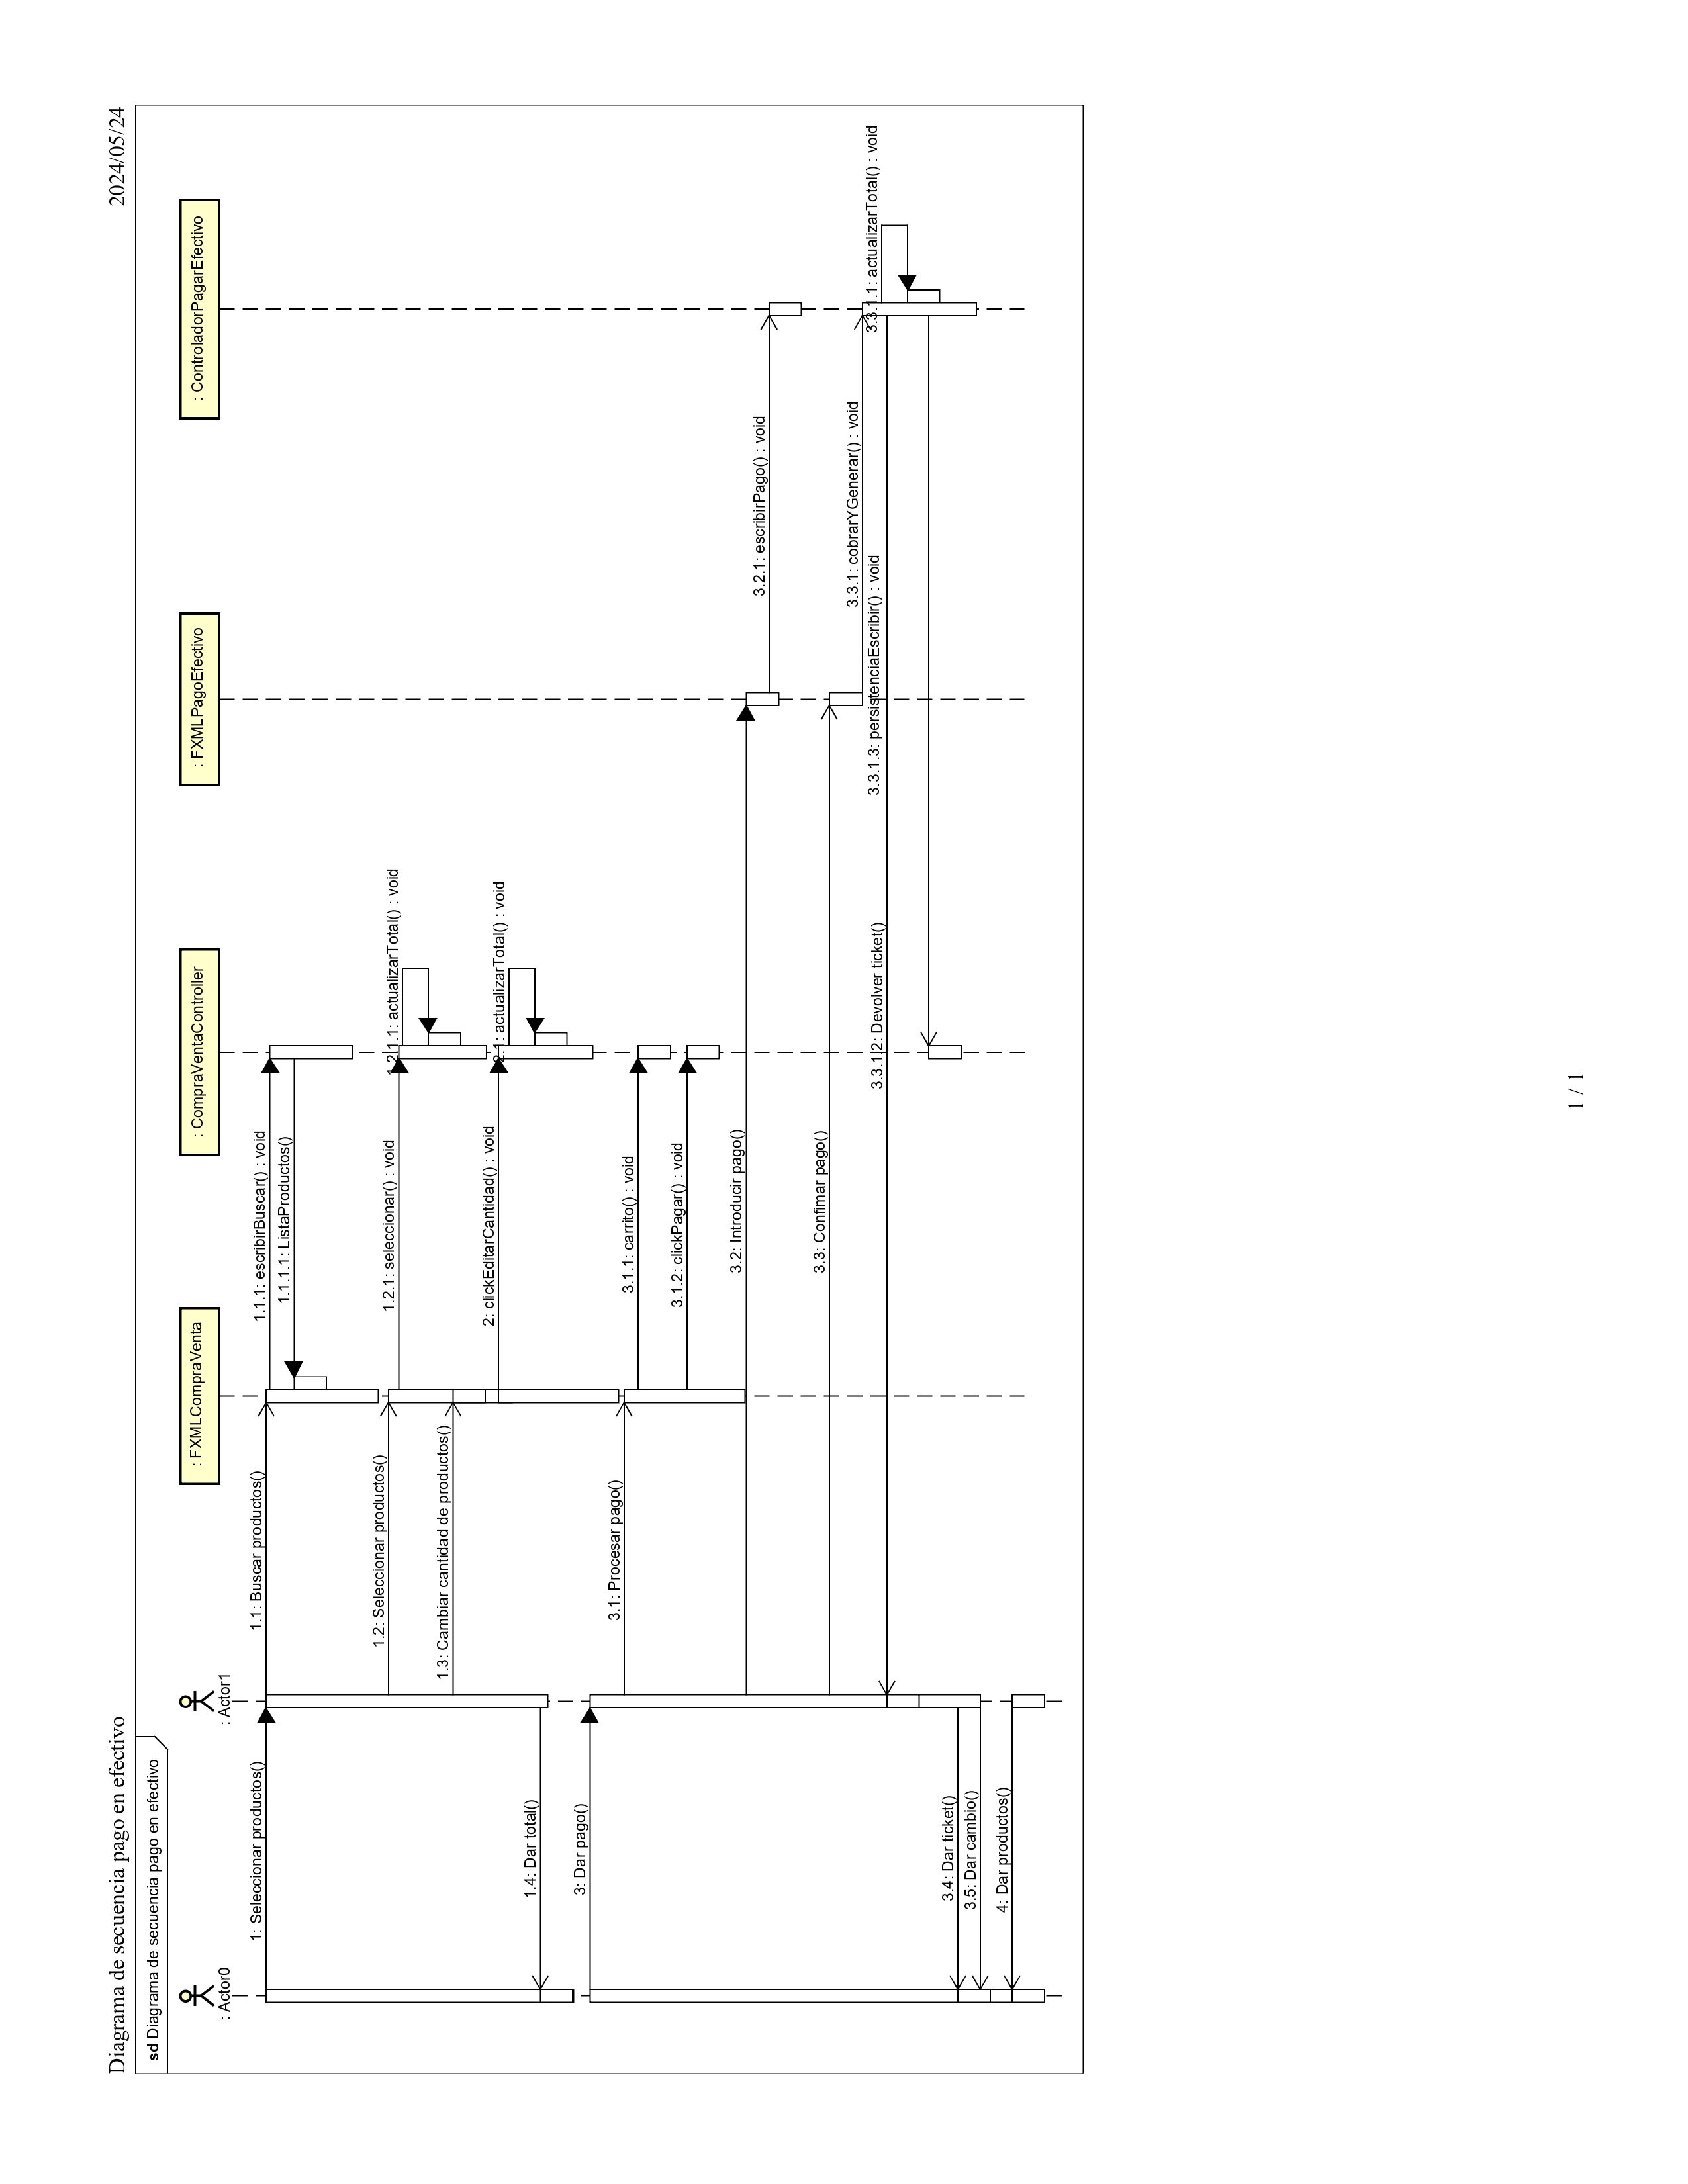 Diagrama de secuencia pago en efectivo
2024/05/24
sd Diagrama de secuencia pago en efectivo
: Actor0
: Actor1
: FXMLCompraVenta
: CompraVentaController
: FXMLPagoEfectivo
: ControladorPagarEfectivo
1: Seleccionar productos()
1.1: Buscar productos()
1.1.1: escribirBuscar() : void
1.1.1.1: ListaProductos()
1.2: Seleccionar productos()
1.2.1: seleccionar() : void
1.2.1.1: actualizarTotal() : void
1.3: Cambiar cantidad de productos()
2: clickEditarCantidad() : void
2.1: actualizarTotal() : void
1.4: Dar total()
3: Dar pago()
3.1: Procesar pago()
3.1.1: carrito() : void
3.1.2: clickPagar() : void
3.2: Introducir pago()
3.2.1: escribirPago() : void
3.3: Confimar pago()
3.3.1: cobrarYGenerar() : void
3.3.1.1: actualizarTotal() : void
3.3.1.2: Devolver ticket()
3.3.1.3: persistenciaEscribir() : void
3.4: Dar ticket()
3.5: Dar cambio()
4: Dar productos()
1 / 1